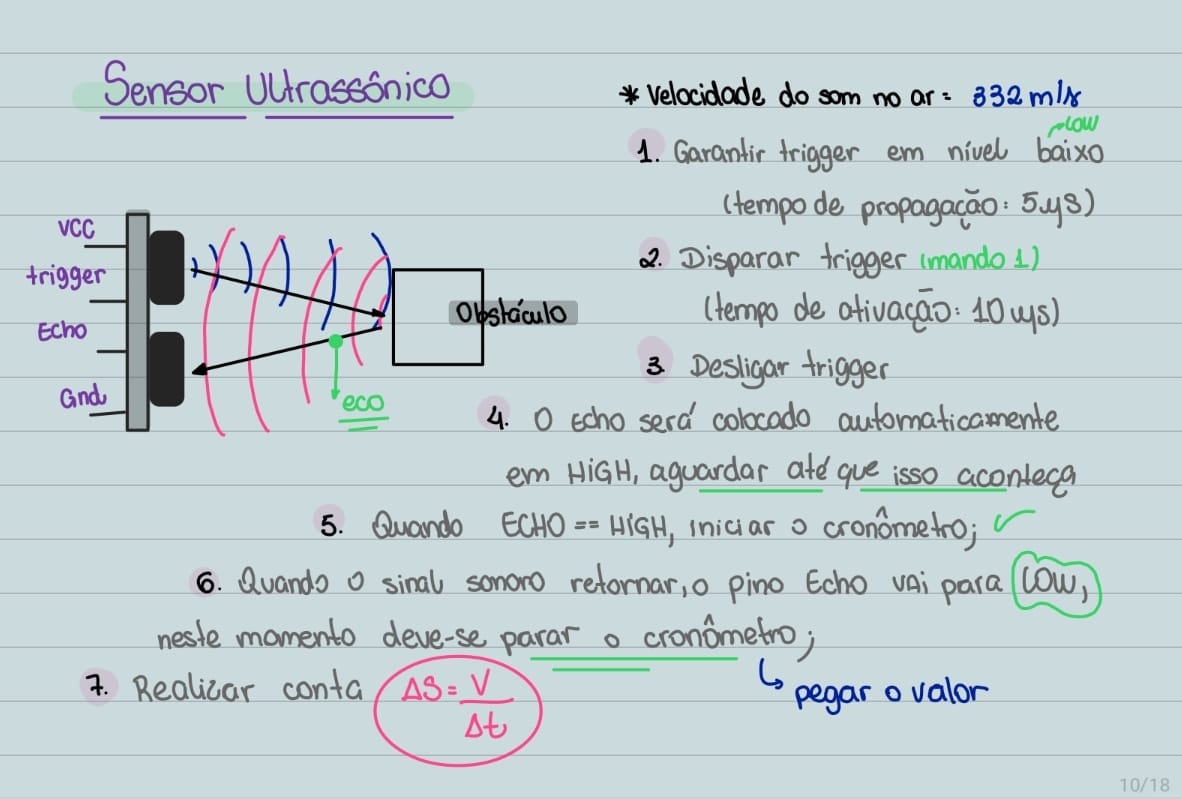 Sensor Ultrassônico
* Velocidade do som no ar = 332 m/s
LOW
1. Garantir trigger em nível baixo
(tempo de propagação: 5 μs)
2. Disparar trigger (mando 1)
(tempo de ativação: 10 μs)
3. Desligar trigger
VCC
trigger
Echo
Gnd
Obstáculo
eco
4. O Echo será colocado automaticamente
em HIGH, aguardar até que isso aconteça
5. Quando ECHO == HIGH, iniciar o cronômetro;
6. Quando o sinal sonoro retornar, o pino Echo vai para LOW,
neste momento deve-se parar o cronômetro;
pegar o valor
7. Realizar conta ΔS = V / Δt
10/18